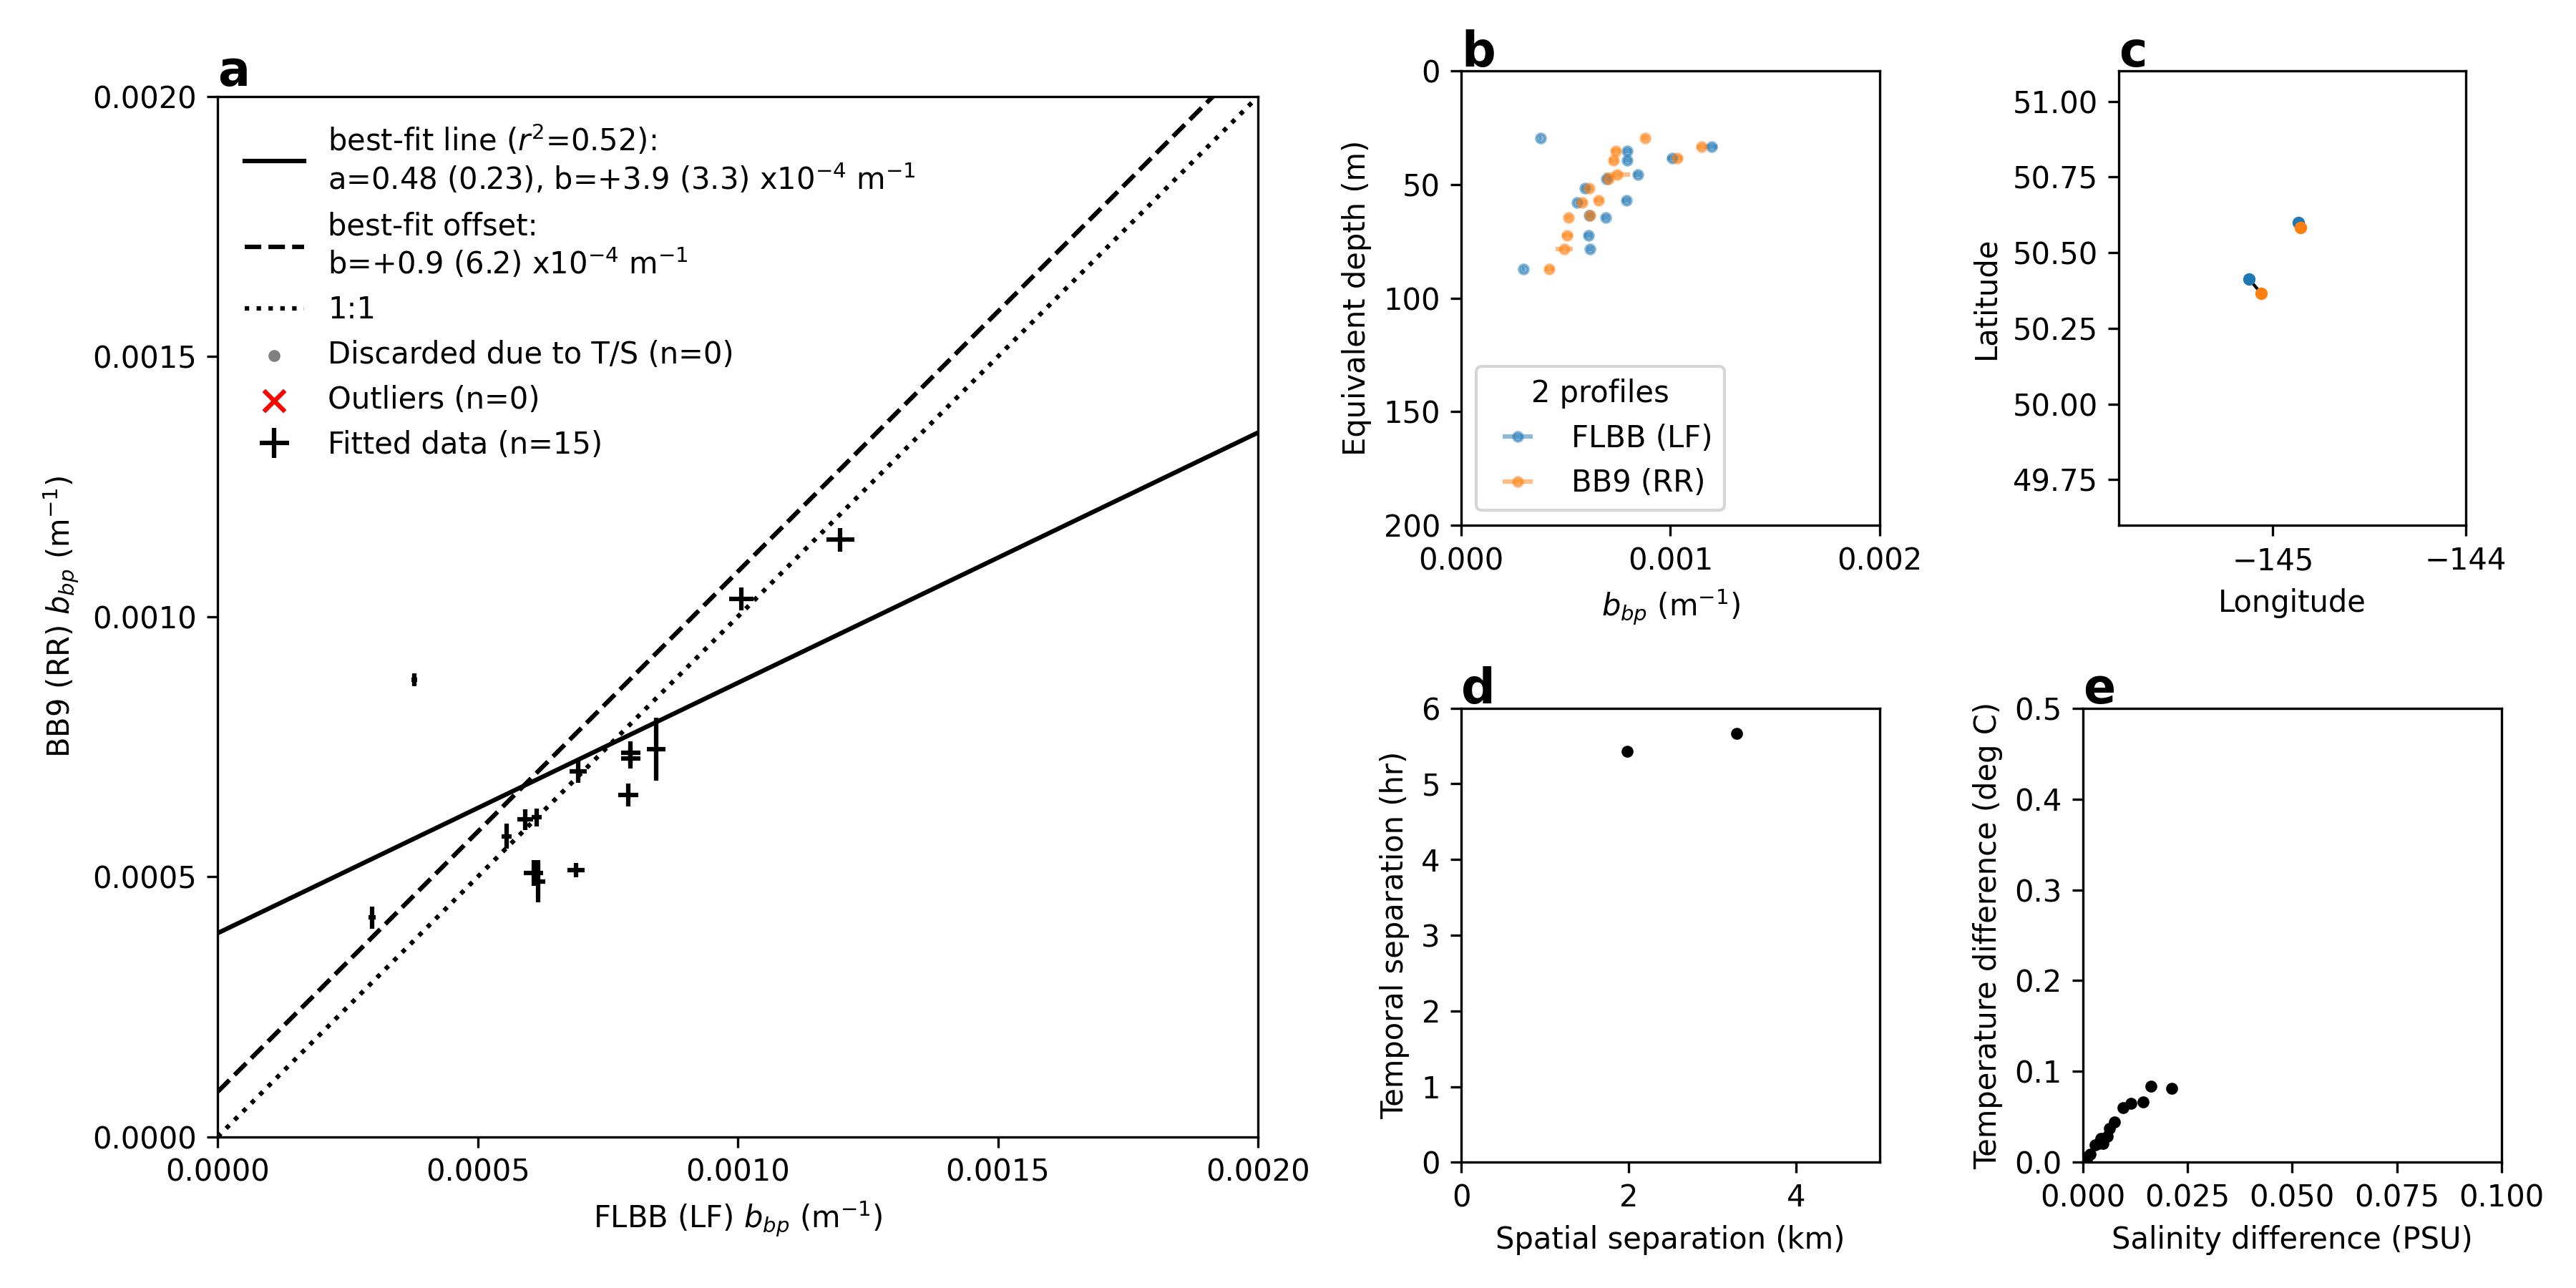 a
0.0020
0.0015
0.0010
0.0005
0.0000
BB9 (RR) b_bp (m⁻¹)
best-fit line (r²=0.52):
a=0.48 (0.23), b=+3.9 (3.3) x10⁻⁴ m⁻¹
best-fit offset:
b=+0.9 (6.2) x10⁻⁴ m⁻¹
1:1
Discarded due to T/S (n=0)
Outliers (n=0)
Fitted data (n=15)
0.0000 0.0005 0.0010 0.0015 0.0020
FLBB (LF) b_bp (m⁻¹)
b
0
50
100
150
200
Equivalent depth (m)
2 profiles
FLBB (LF)
BB9 (RR)
0.000 0.001 0.002
b_bp (m⁻¹)
c
51.00
50.75
50.50
50.25
50.00
49.75
Latitude
−145 −144
Longitude
d
6
5
4
3
2
1
0
Temporal separation (hr)
0 2 4
Spatial separation (km)
e
0.5
0.4
0.3
0.2
0.1
0.0
Temperature difference (deg C)
0.000 0.025 0.050 0.075 0.100
Salinity difference (PSU)